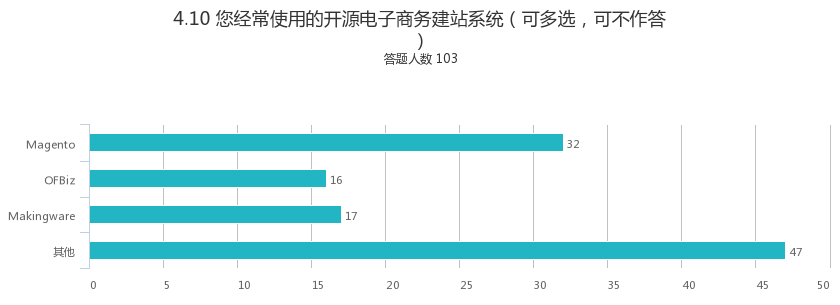 4.10 您经常使用的开源电子商务建站系统（可多选，可不作答
）
答题人数 103
Magento
32
OFBiz
16
Makingware
17
其他
47
0 5 10 15 20 25 30 35 40 45 50